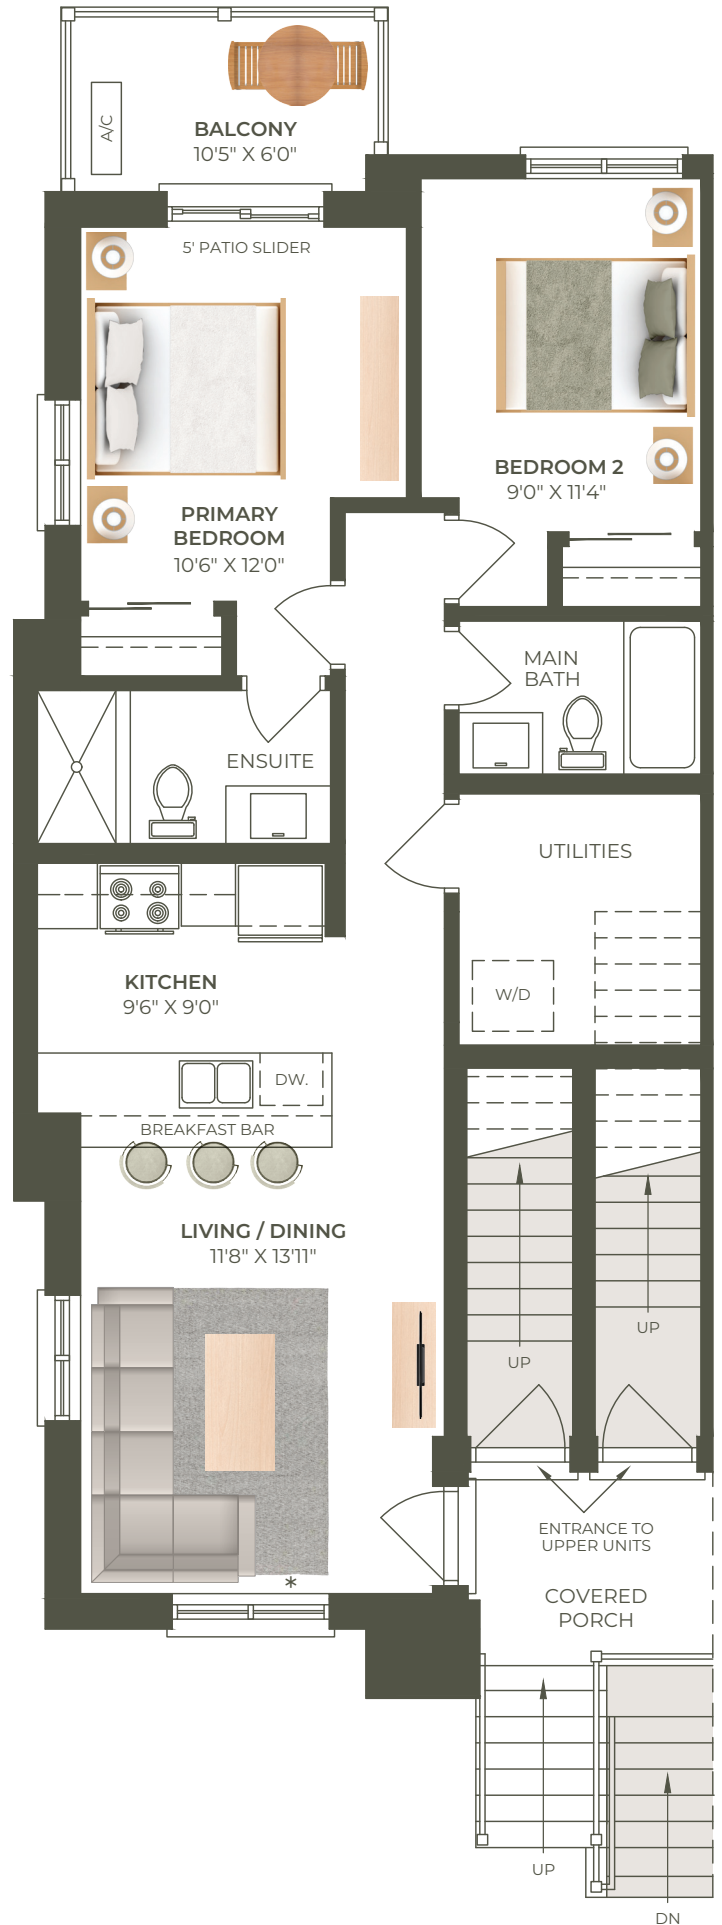 A/C
BALCONY
10'5" X 6'0"
5' PATIO SLIDER
BEDROOM 2
9'0" X 11'4"
PRIMARY
BEDROOM
10'6" X 12'0"
MAIN
BATH
ENSUITE
UTILITIES
KITCHEN
9'6" X 9'0"
W/D
DW.
BREAKFAST BAR
LIVING / DINING
11'8" X 13'11"
UP
UP
ENTRANCE TO
UPPER UNITS
*
COVERED
PORCH
UP
DN